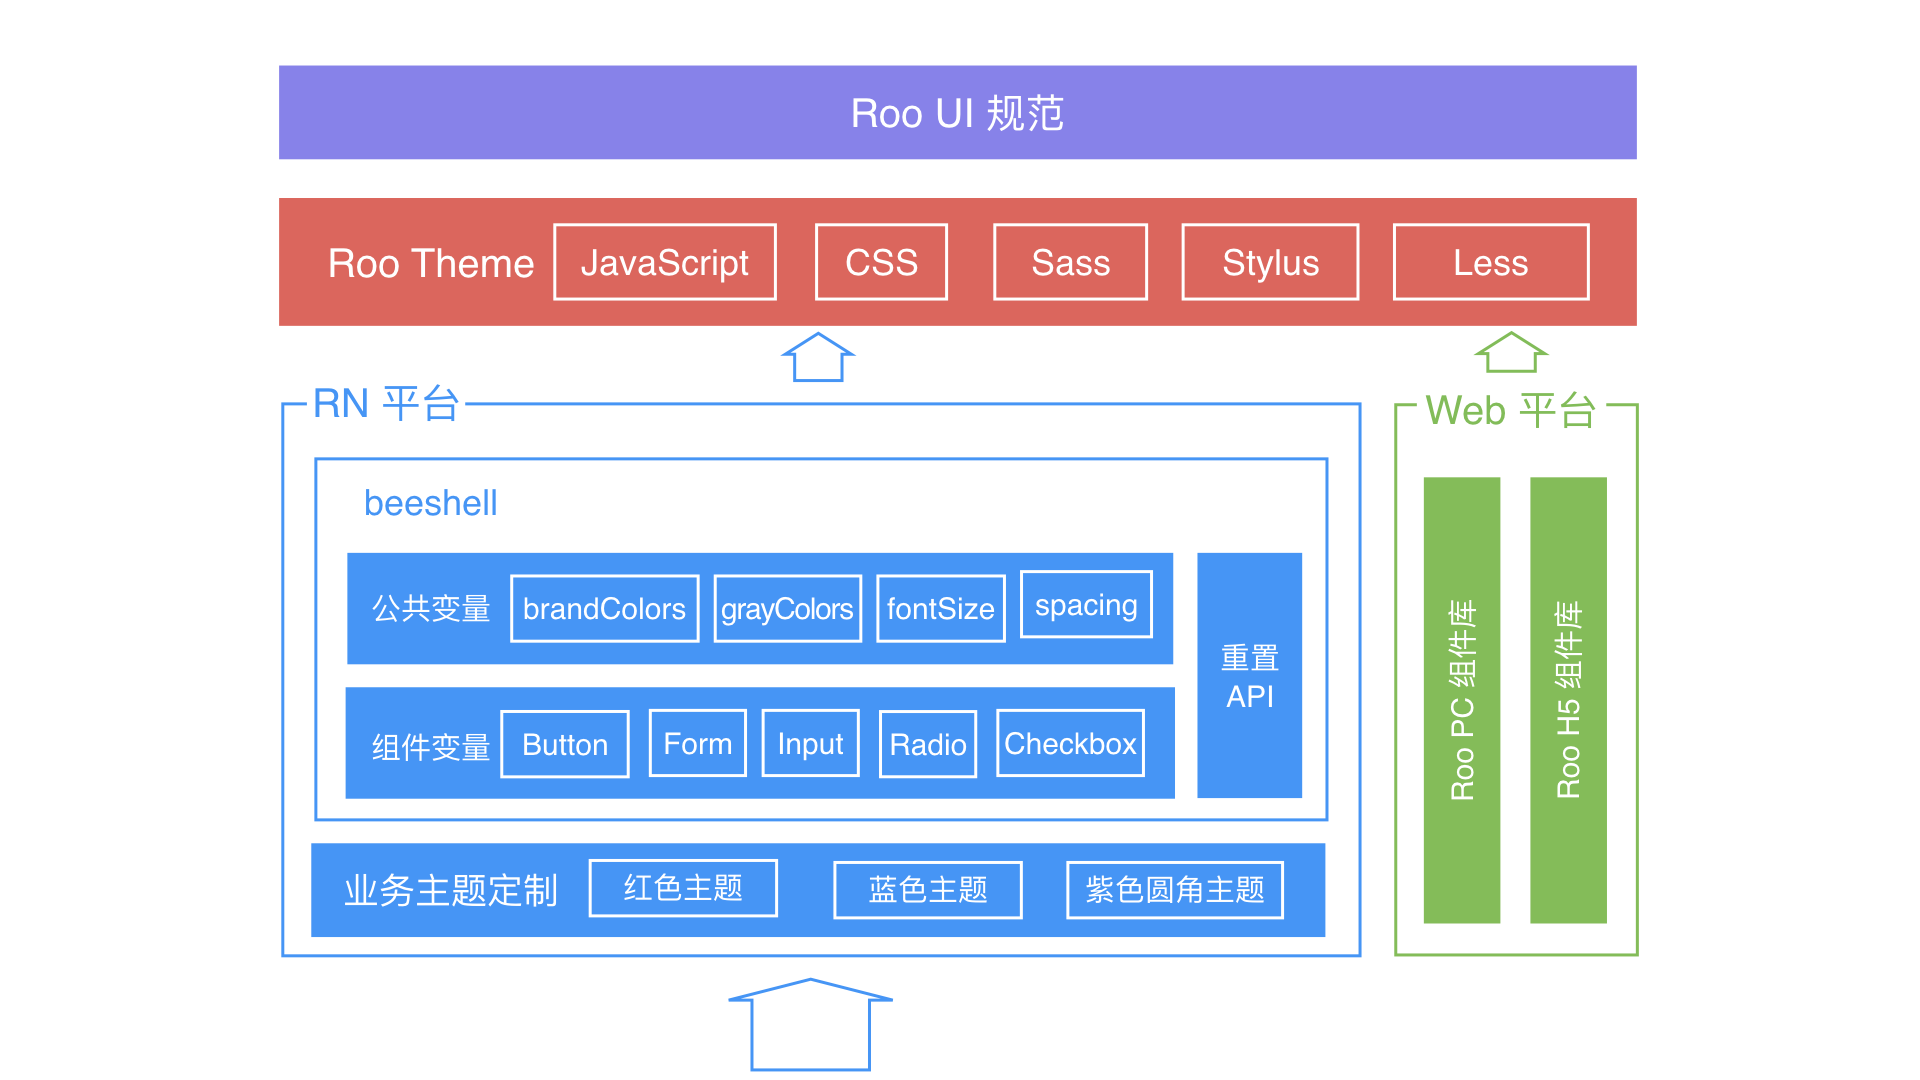 Roo UI 规范
Roo Theme
JavaScript
CSS
Sass
Stylus
Less
RN 平台
beeshell
公共变量
brandColors
grayColors
fontSize
spacing
组件变量
Button
Form
Input
Radio
Checkbox
重置
API
业务主题定制
红色主题
蓝色主题
紫色圆角主题
Web 平台
Roo PC 组件库
Roo H5 组件库